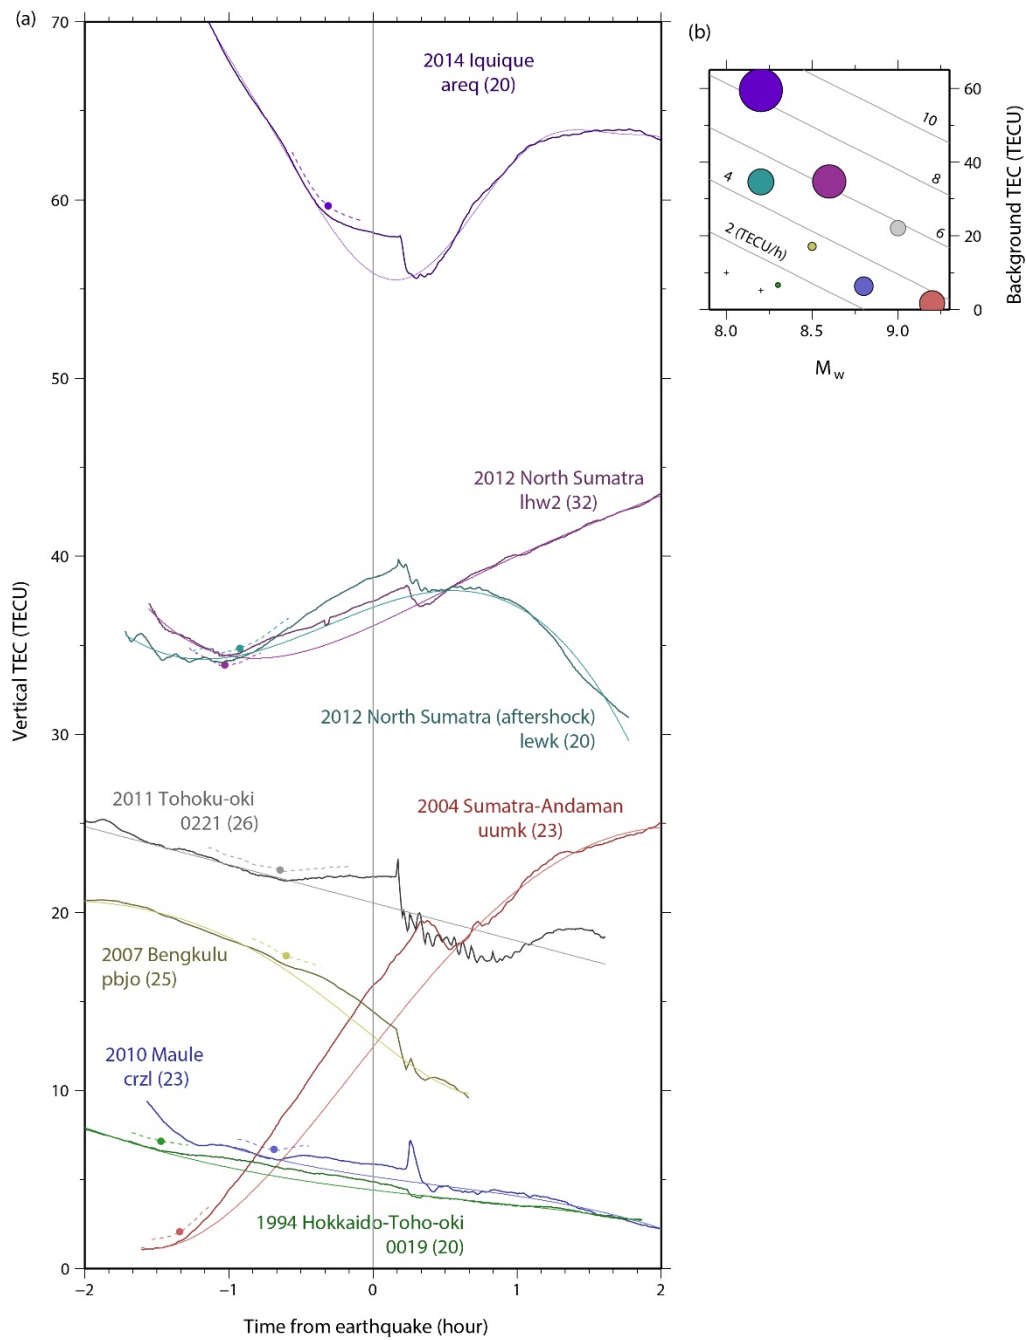 (a)
70
60
50
40
30
20
10
0
Vertical TEC (TECU)
2014 Iquique
areq (20)
2012 North Sumatra
lhw2 (32)
2012 North Sumatra (aftershock)
lewk (20)
2011 Tohoku-oki
0221 (26)
2004 Sumatra-Andaman
uumk (23)
2007 Bengkulu
pbjo (25)
2010 Maule
crzl (23)
1994 Hokkaido-Toho-oki
0019 (20)
−2 −1 0 1 2
Time from earthquake (hour)
(b)
10
8
6
4
2 (TECU/h)
60
40
20
0
Background TEC (TECU)
8.0 8.5 9.0
Mw